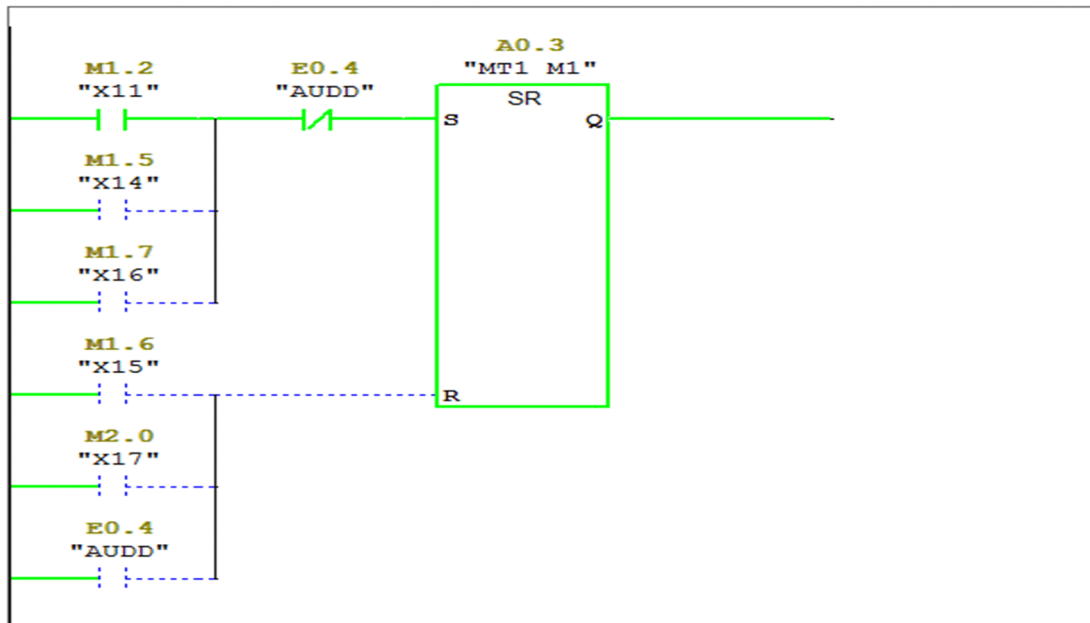 A0.3
M1.2 E0.4 "MT1 M1"
"X11" "AUDD" SR
S Q
M1.5
"X14"
M1.7
"X16"
M1.6
"X15"
R
M2.0
"X17"
E0.4
"AUDD"